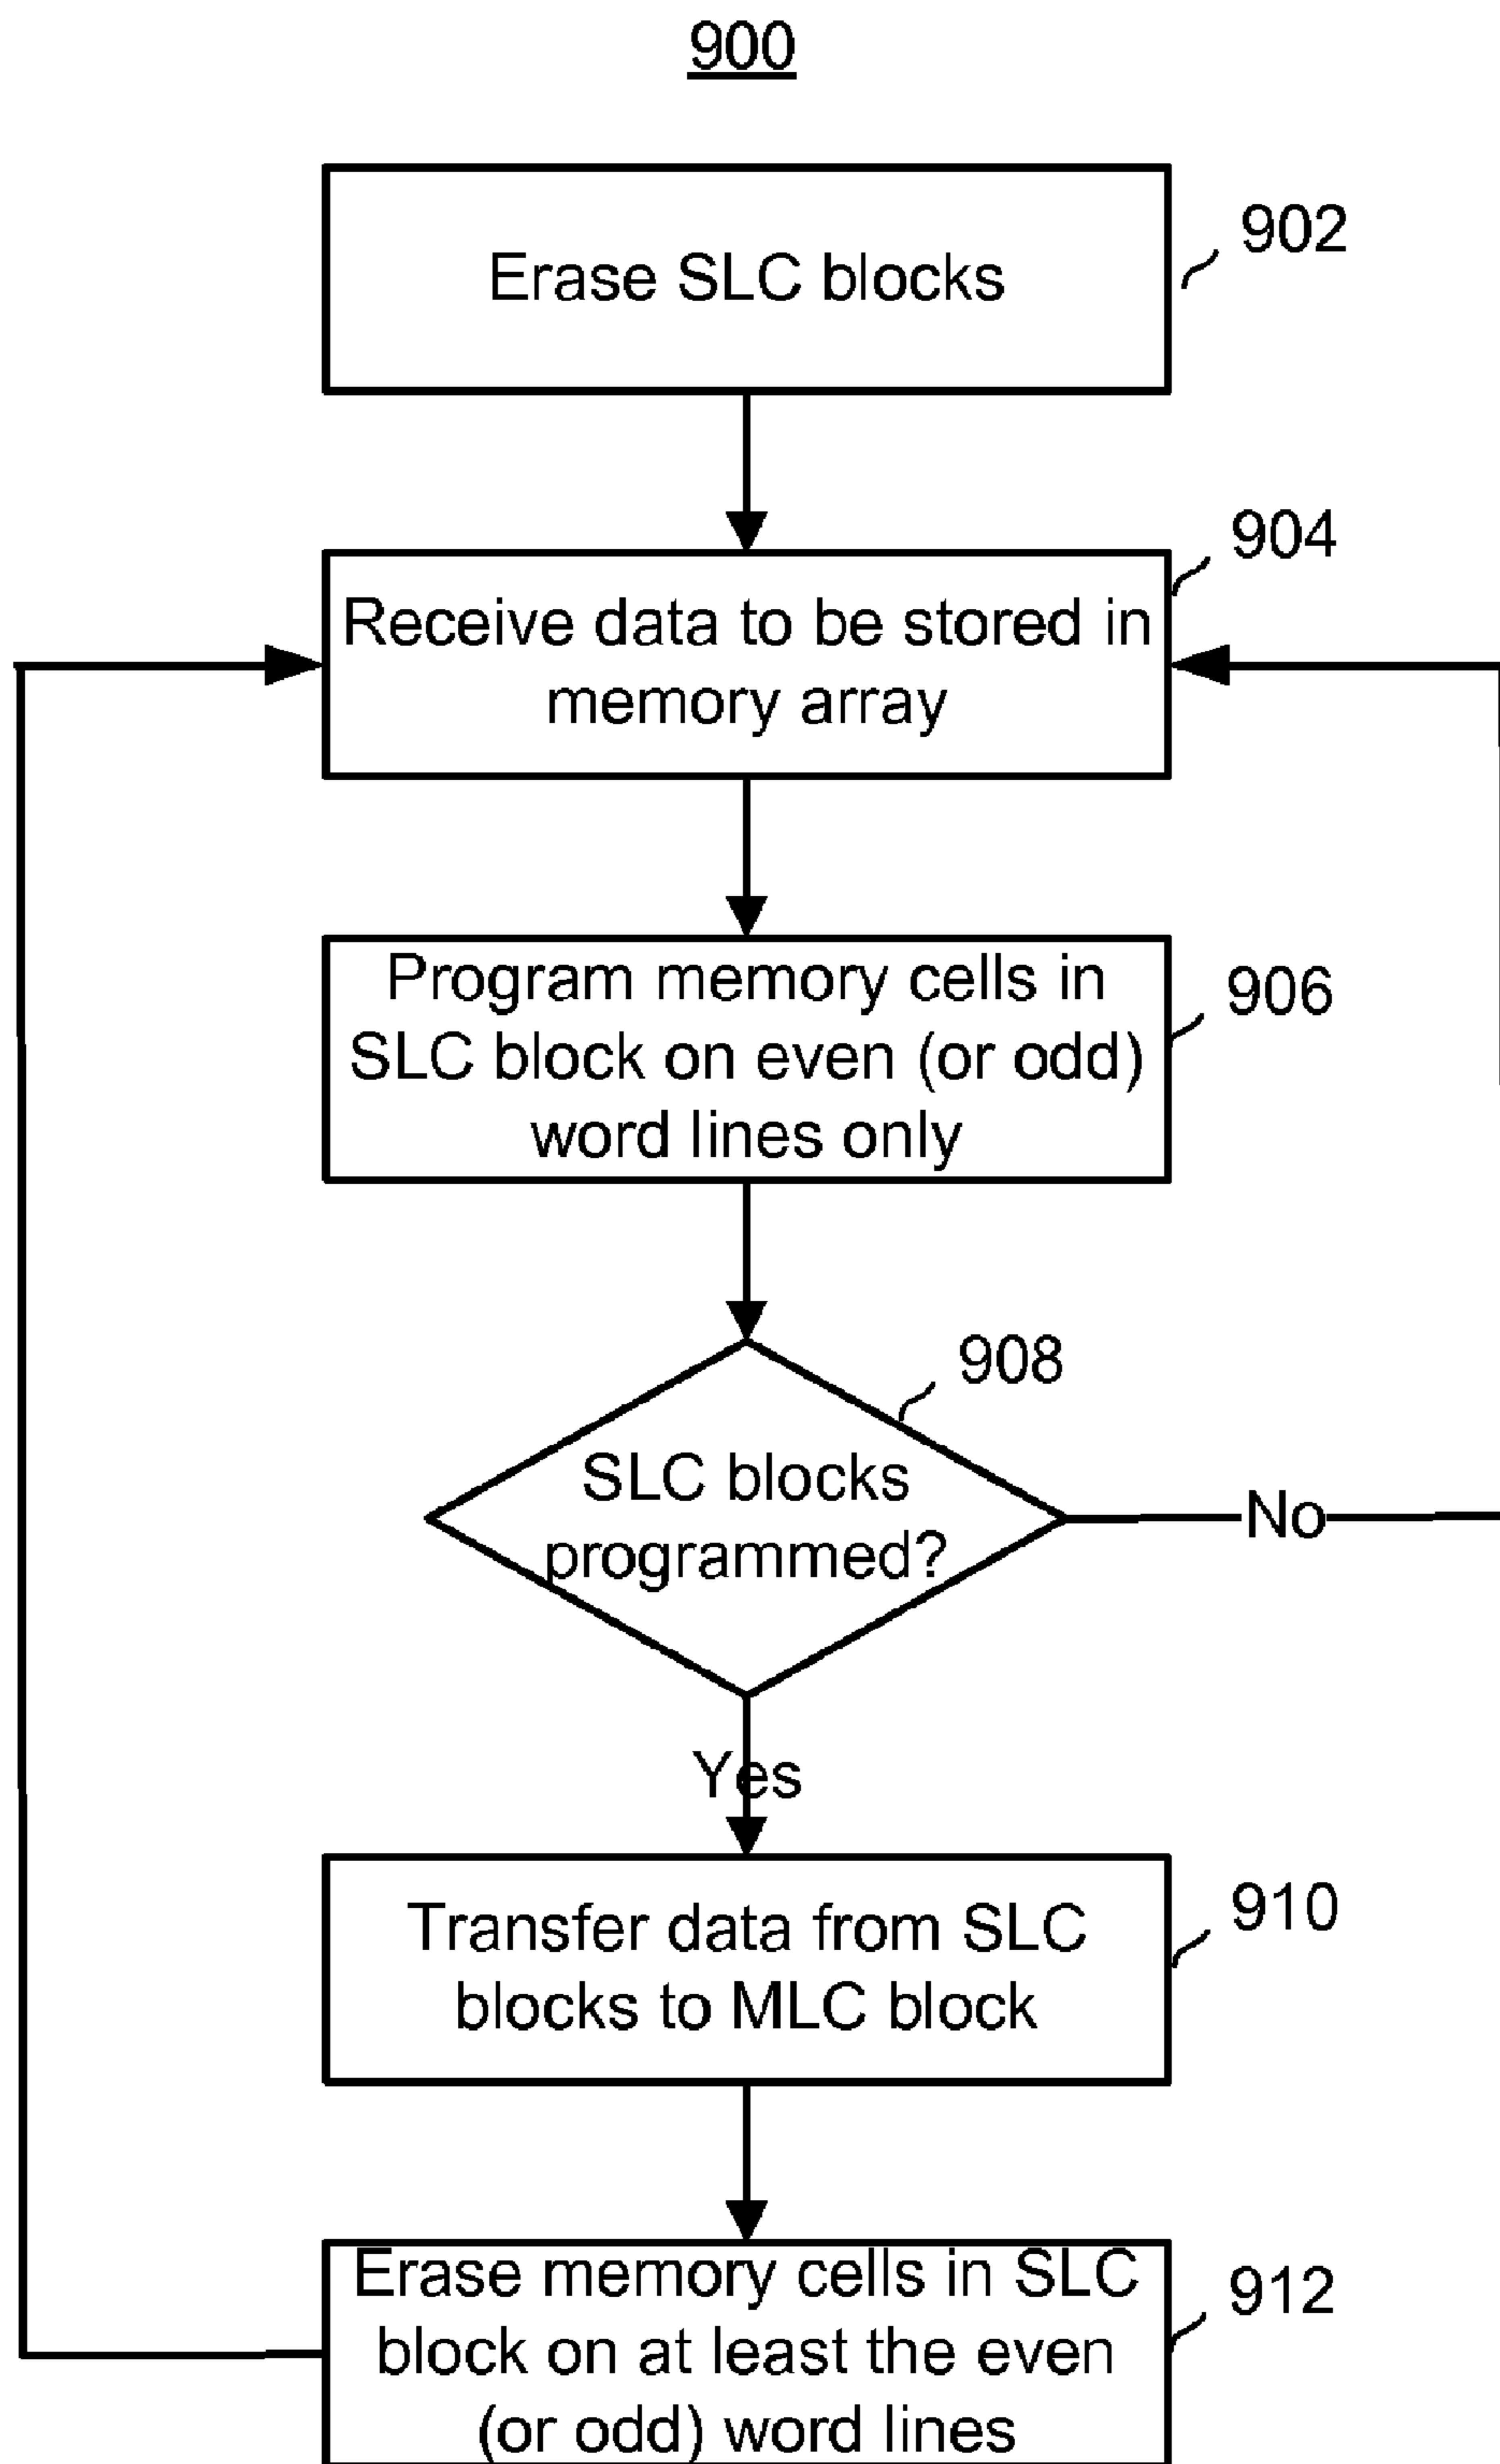 900
Erase SLC blocks
902
904
Receive data to be stored in
memory array
Program memory cells in
SLC block on even (or odd)
word lines only
906
908
SLC blocks
programmed?
No
Yes
Transfer data from SLC
blocks to MLC block
910
Erase memory cells in SLC
block on at least the even
(or odd) word lines
912